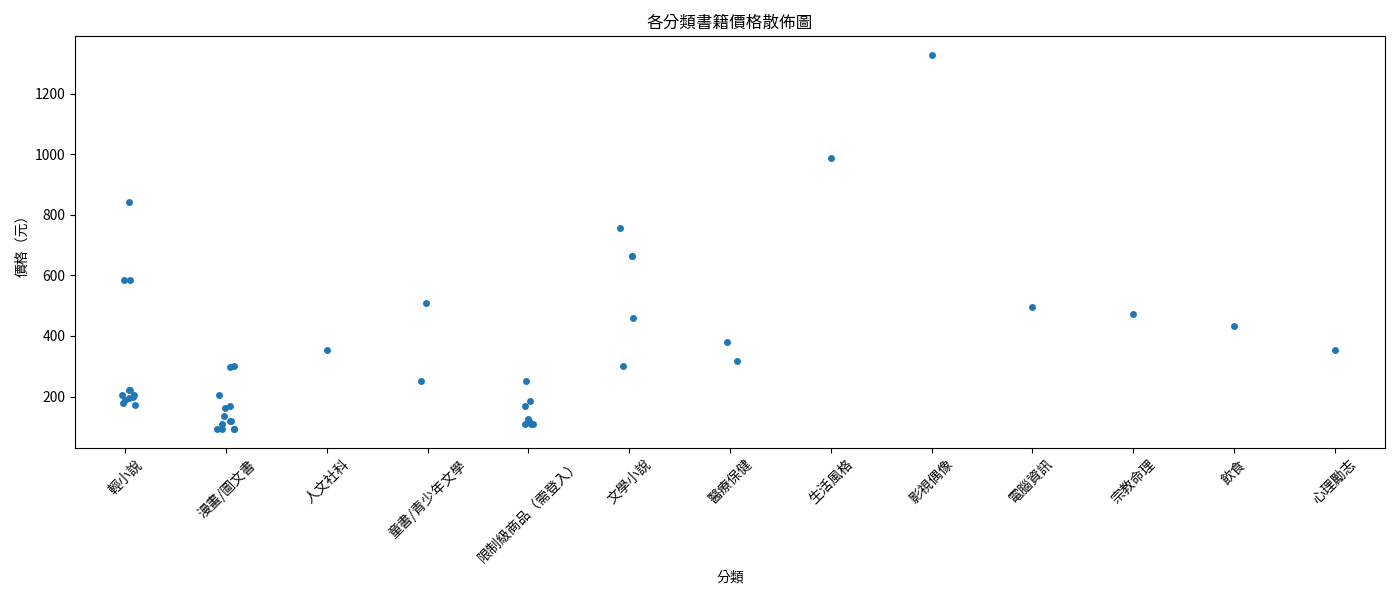 各分類書籍價格散佈圖
價格（元）
1200
1000
800
600
400
200
輕小說
漫畫/圖文書
人文社科
童書/青少年文學
限制級商品（需登入）
文學小說
醫療保健
生活風格
影視偶像
電腦資訊
宗教命理
飲食
心理勵志
分類